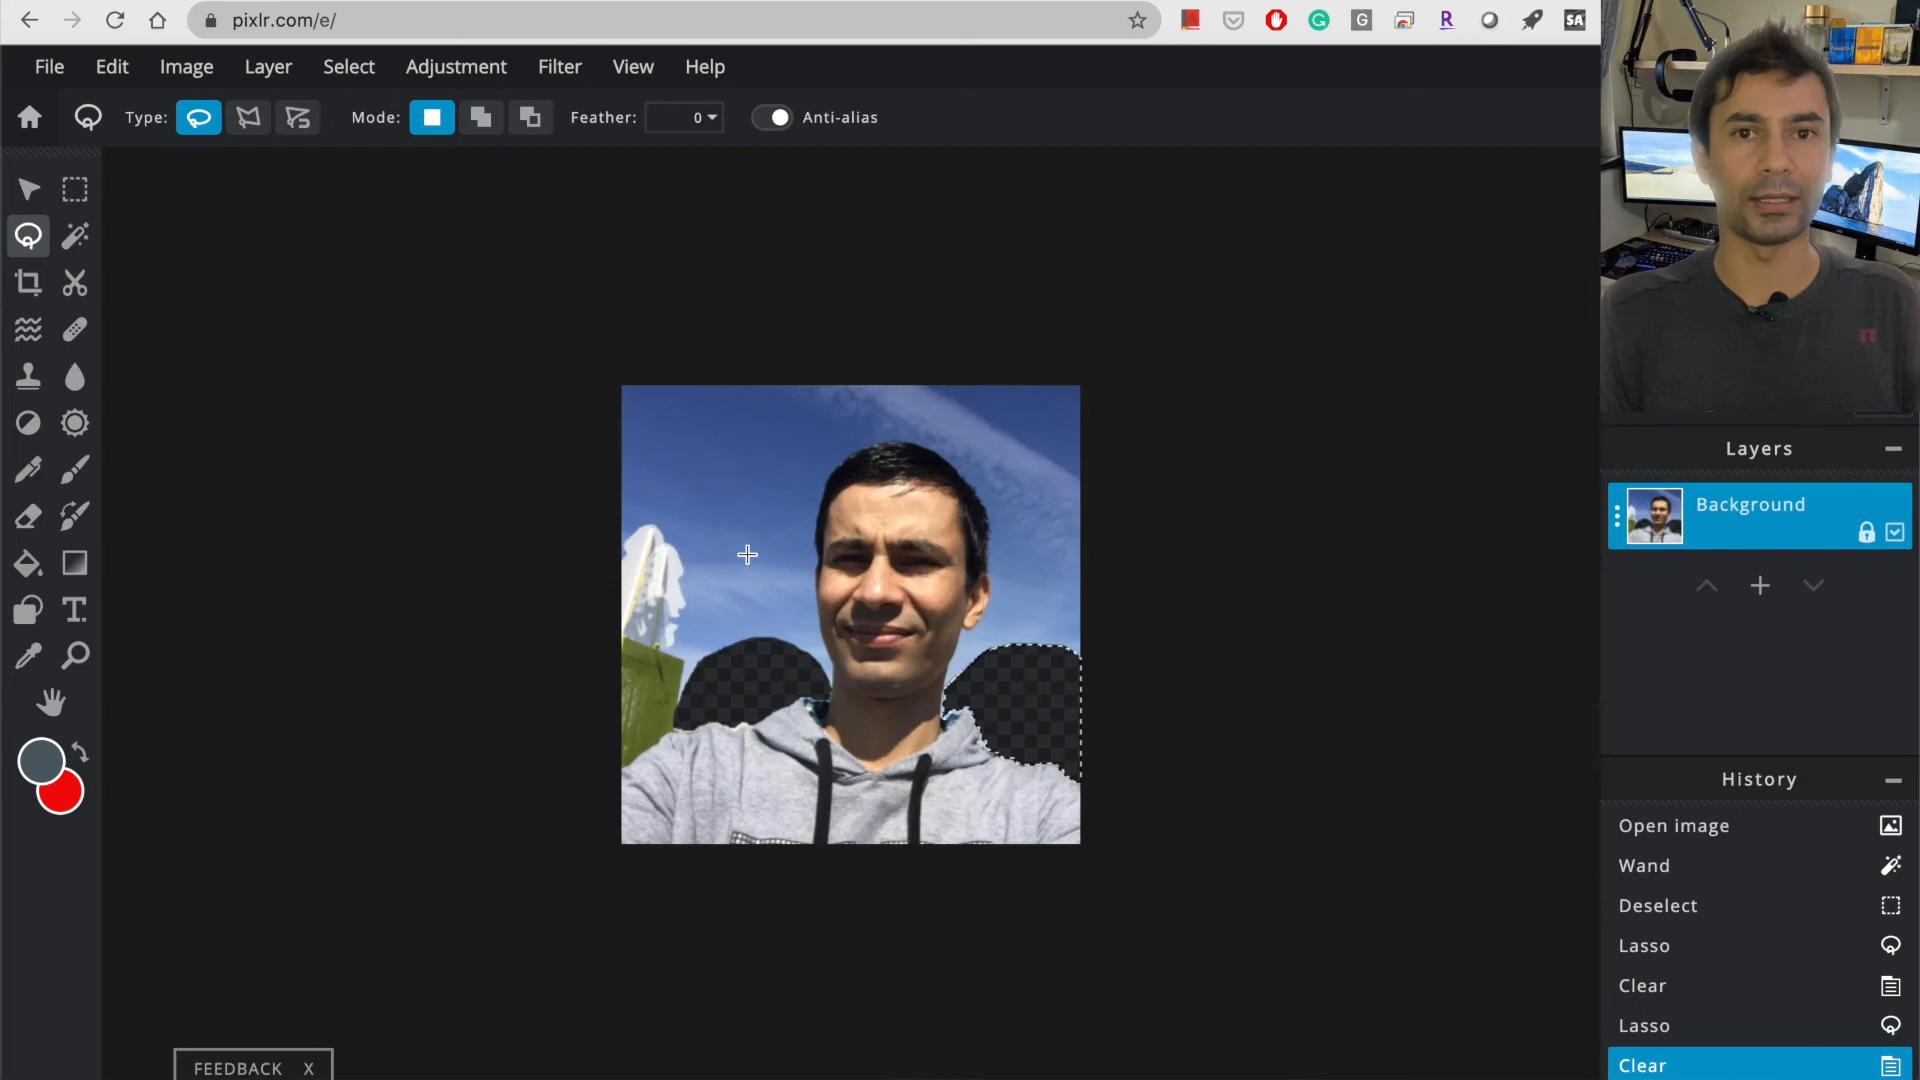 pixlr.com/e/
G
R
SA
File Edit Image Layer Select Adjustment Filter View Help
Type: Mode: Feather: 0 Anti-alias
T
Layers
Background
History
Open image
Wand
Deselect
Lasso
Clear
Lasso
Clear
FEEDBACK X